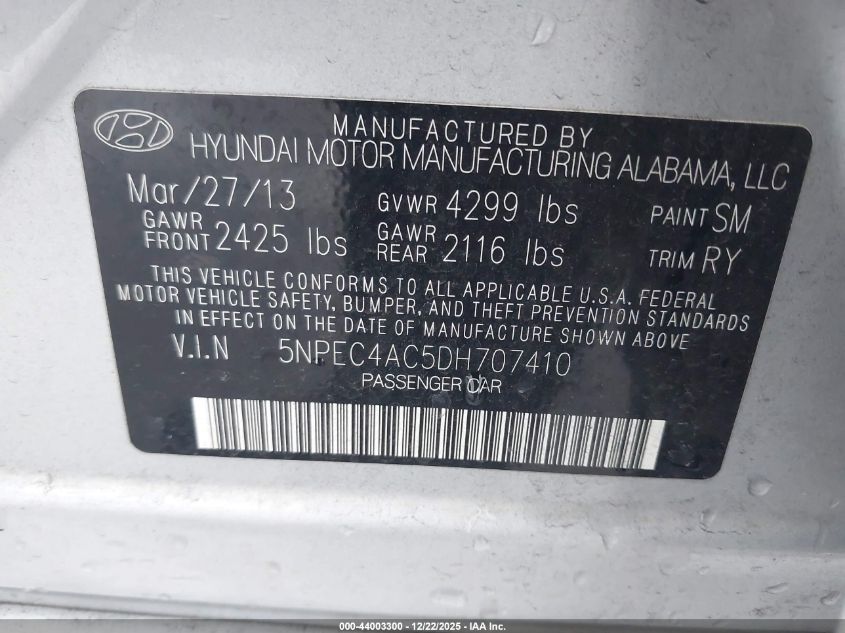 MANUFACTURED BY
HYUNDAI MOTOR MANUFACTURING ALABAMA, LLC
Mar/27/13 GVWR 4299 lbs PAINT SM
GAWR FRONT 2425 lbs GAWR REAR 2116 lbs TRIM RY
THIS VEHICLE CONFORMS TO ALL APPLICABLE U.S.A. FEDERAL
MOTOR VEHICLE SAFETY, BUMPER, AND THEFT PREVENTION STANDARDS
IN EFFECT ON THE DATE OF MANUFACTURE SHOWN ABOVE
V.I.N 5NPEC4AC5DH707410
PASSENGER CAR
000-44003300 - 12/22/2025 - IAA Inc.